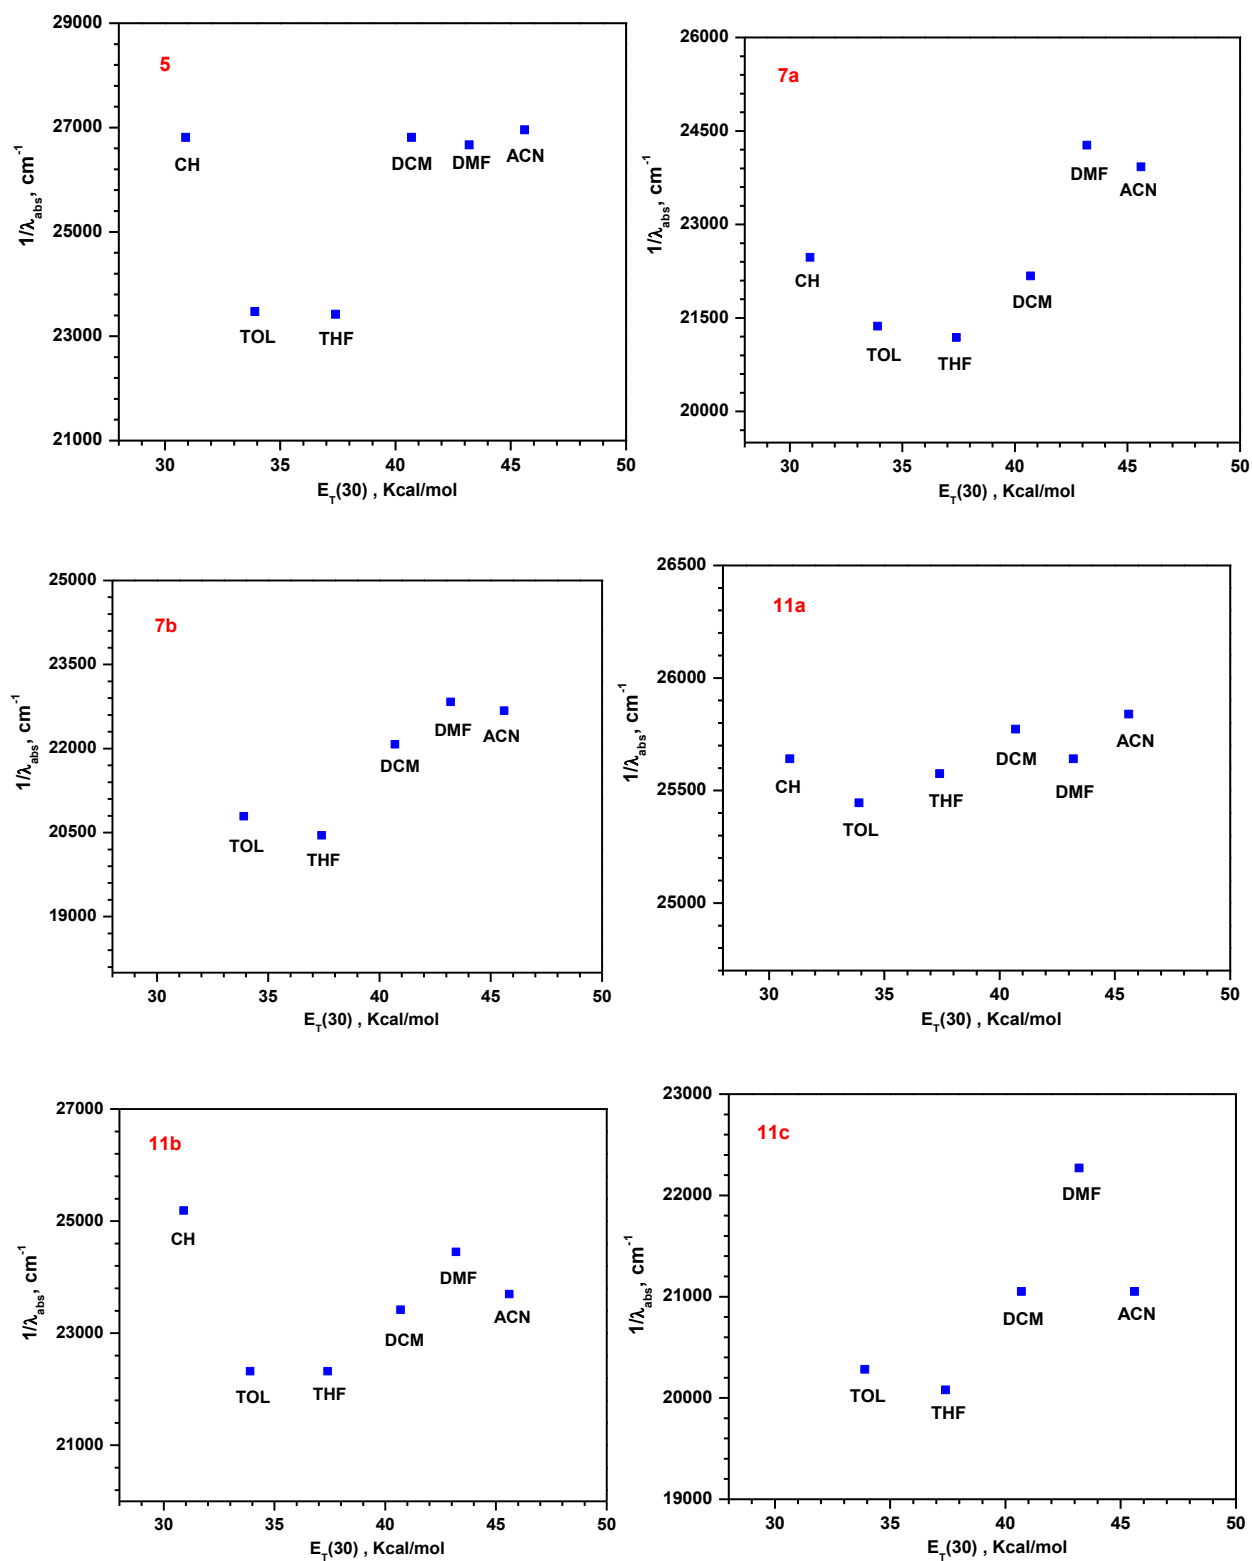 5
29000
27000
25000
23000
21000
1/λabs, cm-1
CH
TOL
THF
DCM
DMF
ACN
30
35
40
45
50
ET(30) , Kcal/mol
7a
26000
24500
23000
21500
20000
1/λabs, cm-1
CH
TOL
THF
DCM
DMF
ACN
30
35
40
45
50
ET(30) , Kcal/mol
7b
25000
23500
22000
20500
19000
1/λabs, cm-1
TOL
THF
DCM
DMF
ACN
30
35
40
45
50
ET(30) , Kcal/mol
11a
26500
26000
25500
25000
1/λabs, cm-1
CH
TOL
THF
DCM
DMF
ACN
30
35
40
45
50
ET(30) , Kcal/mol
11b
27000
25000
23000
21000
1/λabs, cm-1
CH
TOL
THF
DCM
DMF
ACN
30
35
40
45
50
ET(30) , Kcal/mol
11c
23000
22000
21000
20000
19000
1/λabs, cm-1
TOL
THF
DCM
DMF
ACN
30
35
40
45
50
ET(30) , Kcal/mol